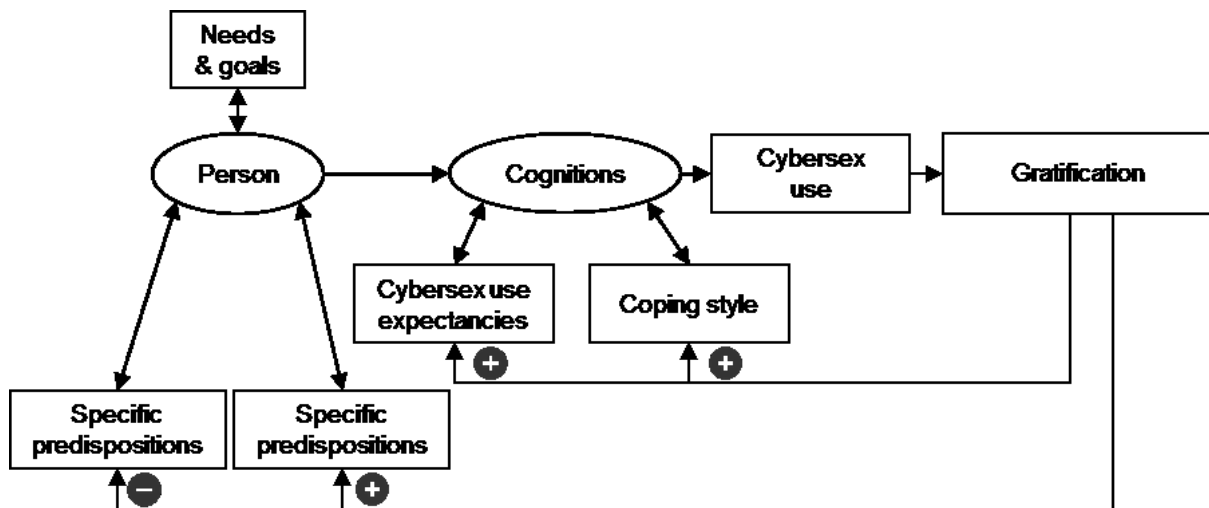 Needs
& goals
Person
Cognitions
Cybersex
use
Gratification
Cybersex use
expectancies
Coping style
+
+
Specific
predispositions
Specific
predispositions
−
+